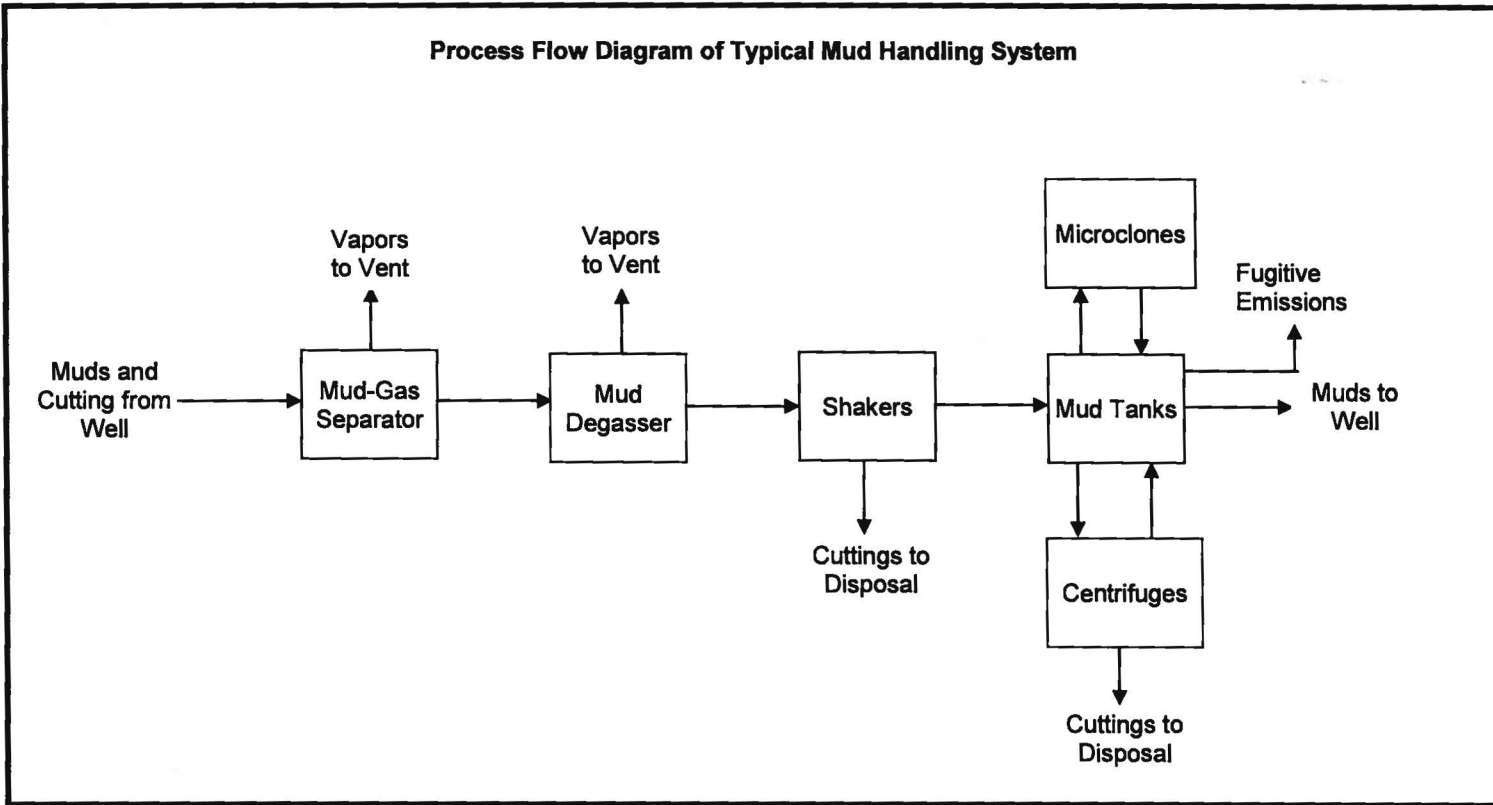 Process Flow Diagram of Typical Mud Handling System
Vapors
to Vent
Vapors
to Vent
Microclones
Fugitive
Emissions
Muds and
Cutting from
Well
Mud-Gas
Separator
Mud
Degasser
Shakers
Mud Tanks
Muds to
Well
Cuttings to
Disposal
Centrifuges
Cuttings to
Disposal